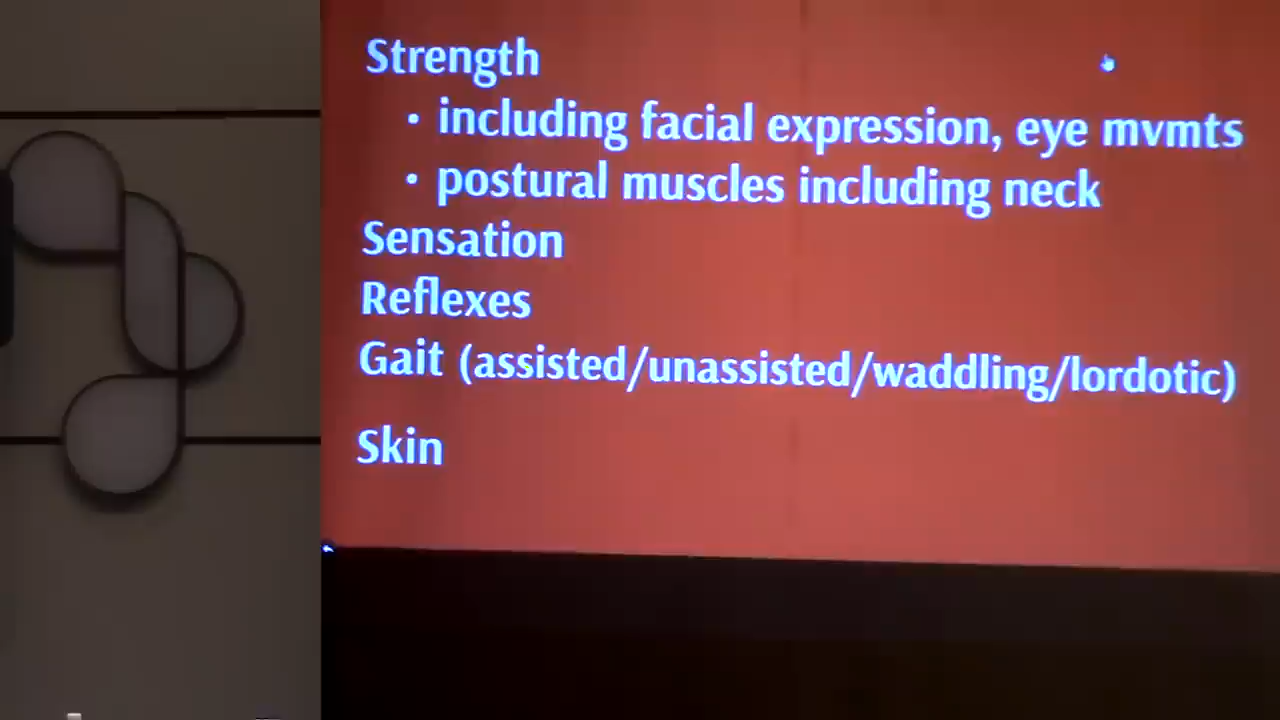 Strength
• including facial expression, eye mvmts
• postural muscles including neck
Sensation
Reflexes
Gait (assisted/unassisted/waddling/lordotic)
Skin